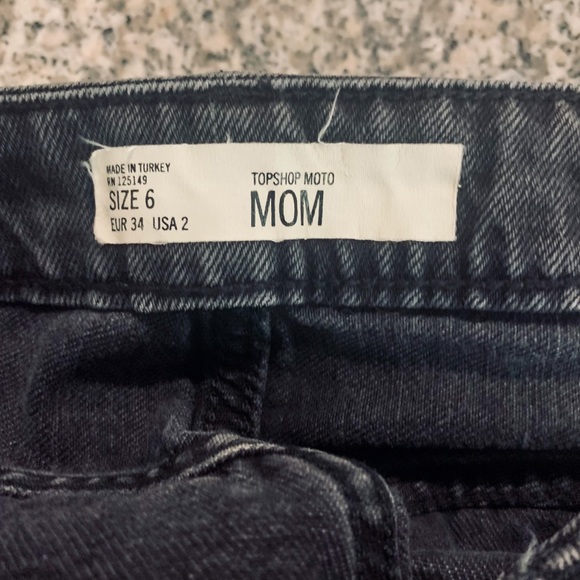 MADE IN TURKEY
RN 125149
SIZE 6
EUR 34 USA 2
TOPSHOP MOTO
MOM